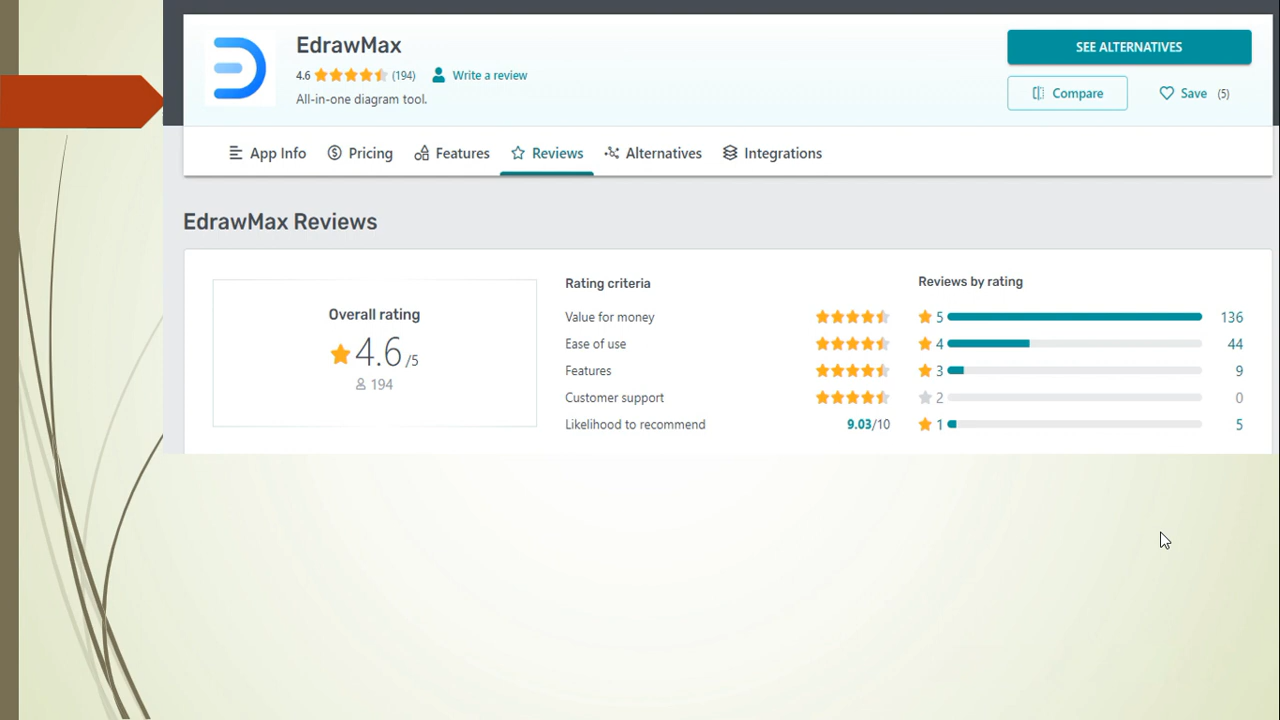 EdrawMax
4.6 (194) Write a review
All-in-one diagram tool.
SEE ALTERNATIVES
Compare Save (5)
App Info Pricing Features Reviews Alternatives Integrations
EdrawMax Reviews
Overall rating
4.6 /5
194
Rating criteria
Value for money
Ease of use
Features
Customer support
Likelihood to recommend 9.03/10
Reviews by rating
5 136
4 44
3 9
2 0
1 5